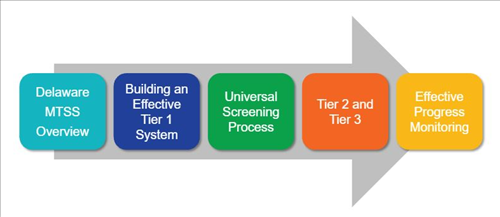 Delaware
MTSS
Overview
Building an
Effective
Tier 1
System
Universal
Screening
Process
Tier 2 and
Tier 3
Effective
Progress
Monitoring